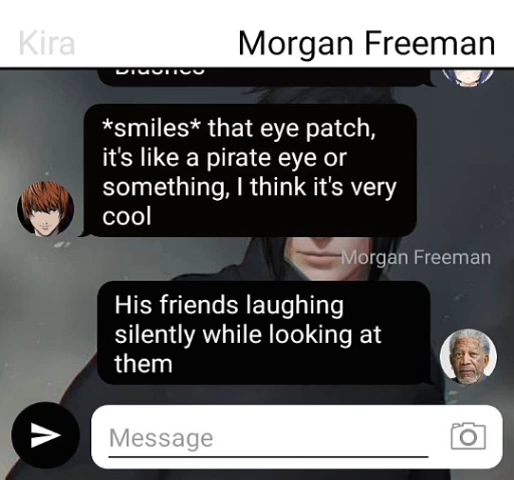 Kira
Morgan Freeman
Blushes
*smiles* that eye patch,
it's like a pirate eye or
something, I think it's very
cool
Morgan Freeman
His friends laughing
silently while looking at
them
Message